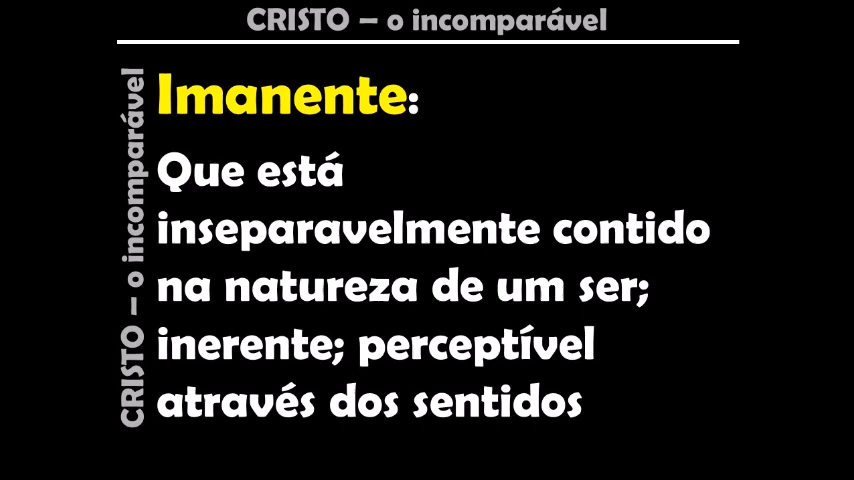 CRISTO – o incomparável
CRISTO – o incomparável
Imanente:
Que está
inseparavelmente contido
na natureza de um ser;
inerente; perceptível
através dos sentidos